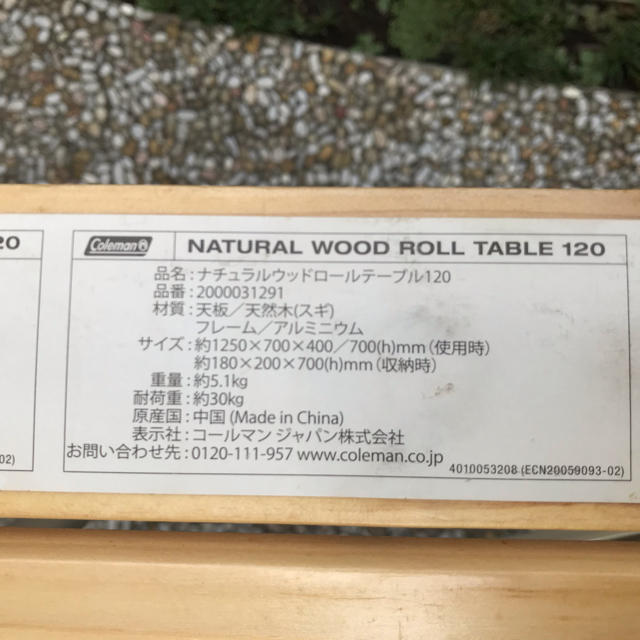 20
Coleman NATURAL WOOD ROLL TABLE 120
品名:ナチュラルウッドロールテーブル120
品番:2000031291
材質:天板/天然木(スギ)
フレーム/アルミニウム
サイズ:約1250×700×400/700(h)mm(使用時)
約180×200×700(h)mm(収納時)
重量:約5.1kg
耐荷重:約30kg
原産国:中国 (Made in China)
表示社:コールマン ジャパン株式会社
お問い合わせ先:0120-111-957 www.coleman.co.jp
02)
4010053208 (ECN20059093-02)